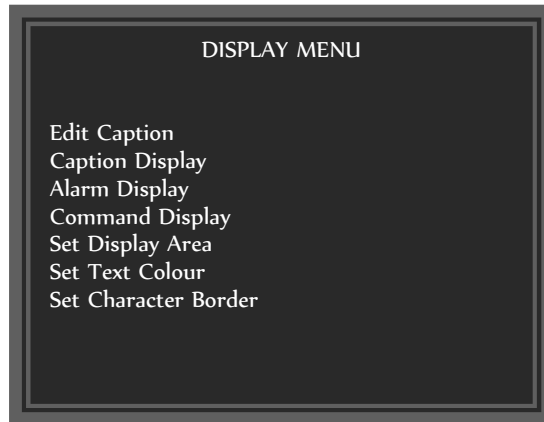 DISPLAY MENU
Edit Caption
Caption Display
Alarm Display
Command Display
Set Display Area
Set Text Colour
Set Character Border